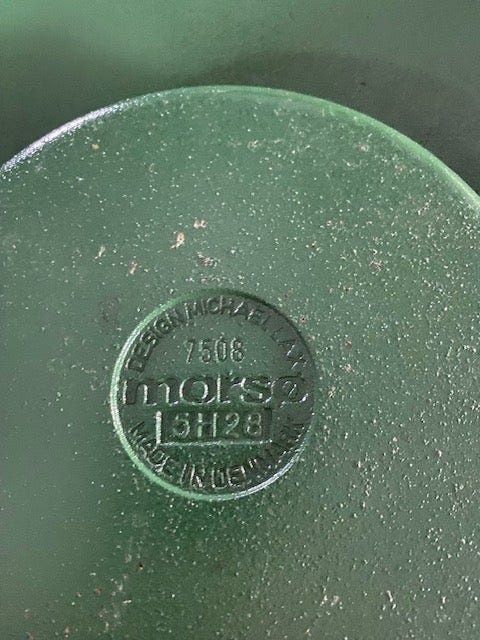 DESIGN MICHAEL LAX
7508
morsø
5H28
MADE IN DENMARK